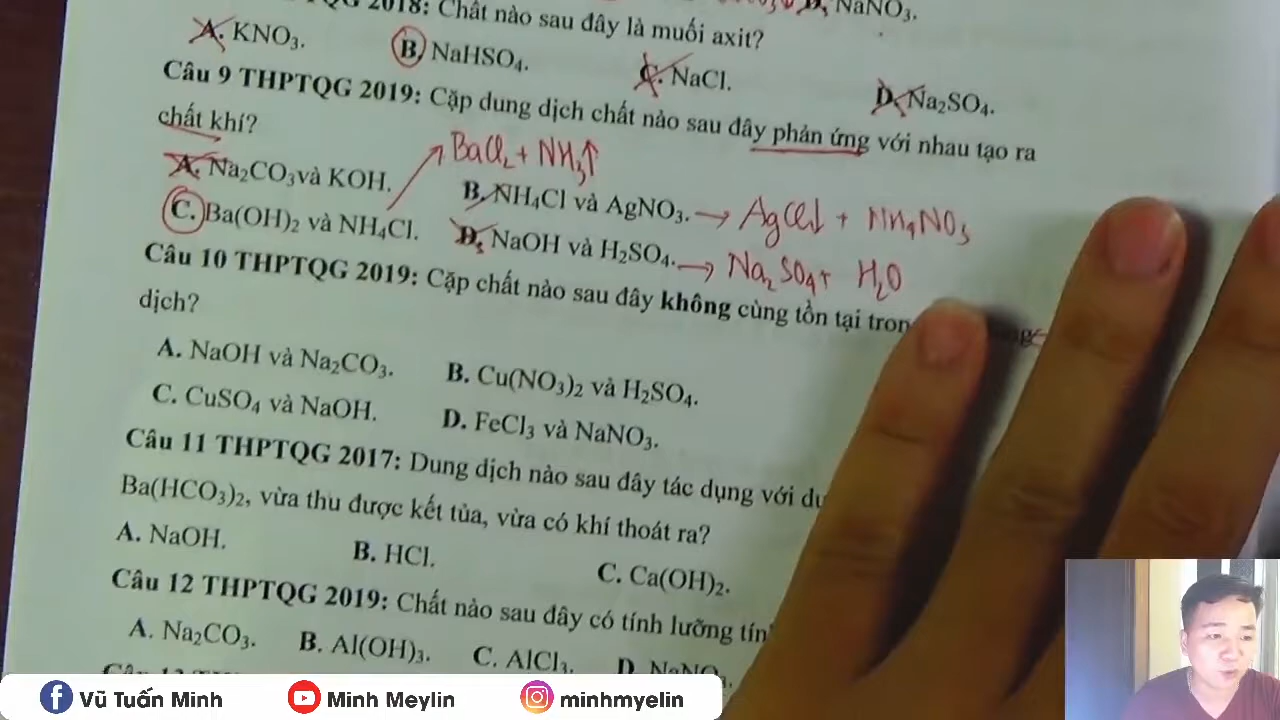 2018: Chất nào sau đây là muối axit?
NaNO₃.
A. KNO₃. B. NaHSO₄. C. NaCl. D. Na₂SO₄.
Câu 9 THPTQG 2019: Cặp dung dịch chất nào sau đây phản ứng với nhau tạo ra
chất khí?
BaCl₂ + NH₃↑
A. Na₂CO₃và KOH. B. NH₄Cl và AgNO₃. → AgCl↓ + NH₄NO₃
C. Ba(OH)₂ và NH₄Cl. D. NaOH và H₂SO₄. → Na₂SO₄ + H₂O
Câu 10 THPTQG 2019: Cặp chất nào sau đây không cùng tồn tại
dịch?
A. NaOH và Na₂CO₃. B. Cu(NO₃)₂ và H₂SO₄.
C. CuSO₄ và NaOH. D. FeCl₃ và NaNO₃.
Câu 11 THPTQG 2017: Dung dịch nào sau đây tác dụng với
Ba(HCO₃)₂, vừa thu được kết tủa, vừa có khí thoát ra?
A. NaOH. B. HCl. C. Ca(OH)₂.
Câu 12 THPTQG 2019: Chất nào sau đây có tính lưỡng
A. Na₂CO₃. B. Al(OH)₃. C. AlCl₃. D. NaNO₃.
Vũ Tuấn Minh Minh Meylin minhmyelin